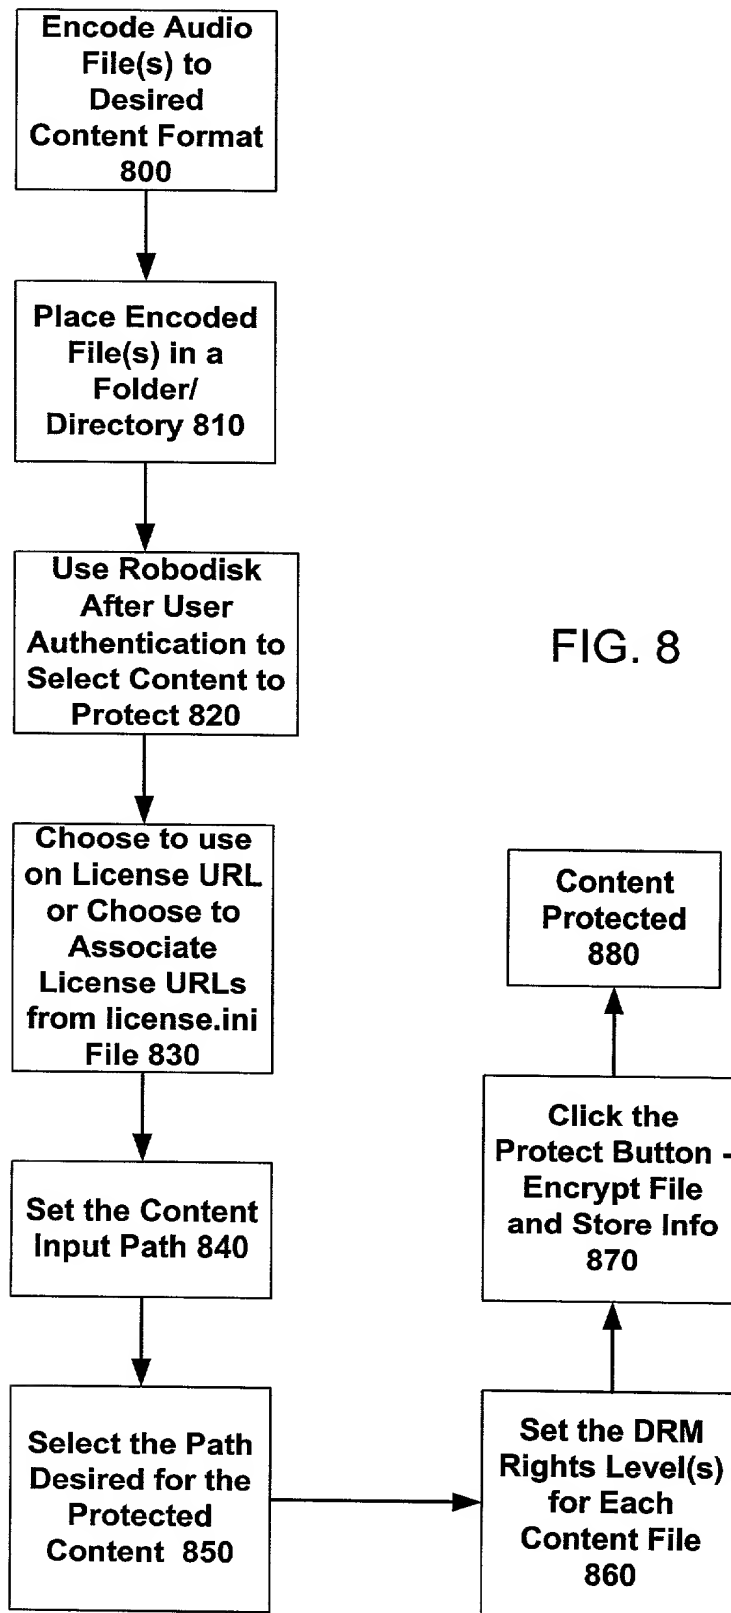 Encode Audio
File(s) to
Desired
Content Format
800
Place Encoded
File(s) in a
Folder/
Directory 810
Use Robodisk
After User
Authentication to
Select Content to
Protect 820
FIG. 8
Choose to use
on License URL
or Choose to
Associate
License URLs
from license.ini
File 830
Set the Content
Input Path 840
Select the Path
Desired for the
Protected
Content 850
Set the DRM
Rights Level(s)
for Each
Content File
860
Click the
Protect Button -
Encrypt File
and Store Info
870
Content
Protected
880